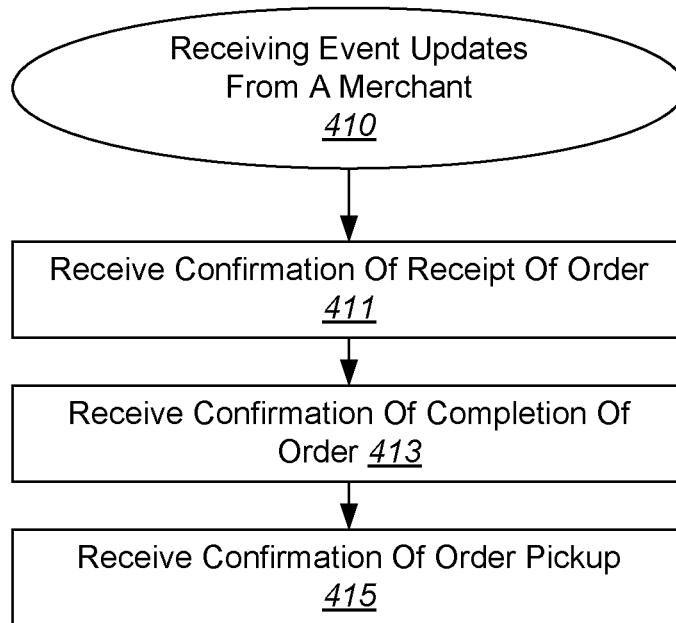 Receiving Event Updates
From A Merchant
410
Receive Confirmation Of Receipt Of Order
411
Receive Confirmation Of Completion Of
Order 413
Receive Confirmation Of Order Pickup
415